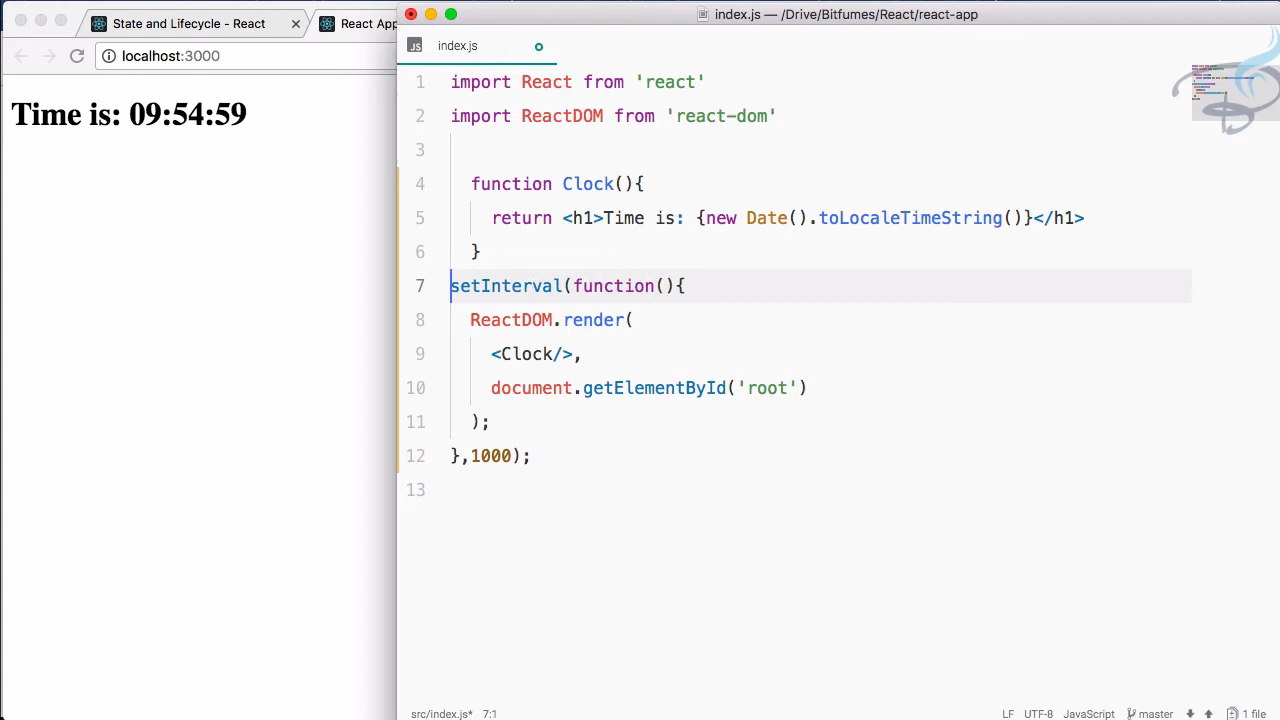 State and Lifecycle - React
React App
localhost:3000
Time is: 09:54:59
index.js — /Drive/Bitfumes/React/react-app
JS index.js
1 import React from 'react'
2 import ReactDOM from 'react-dom'
3
4 function Clock(){
5 return <h1>Time is: {new Date().toLocaleTimeString()}</h1>
6 }
7 setInterval(function(){
8 ReactDOM.render(
9 <Clock/>,
10 document.getElementById('root')
11 );
12 },1000);
13
src/index.js* 7:1 LF UTF-8 JavaScript master 1 file